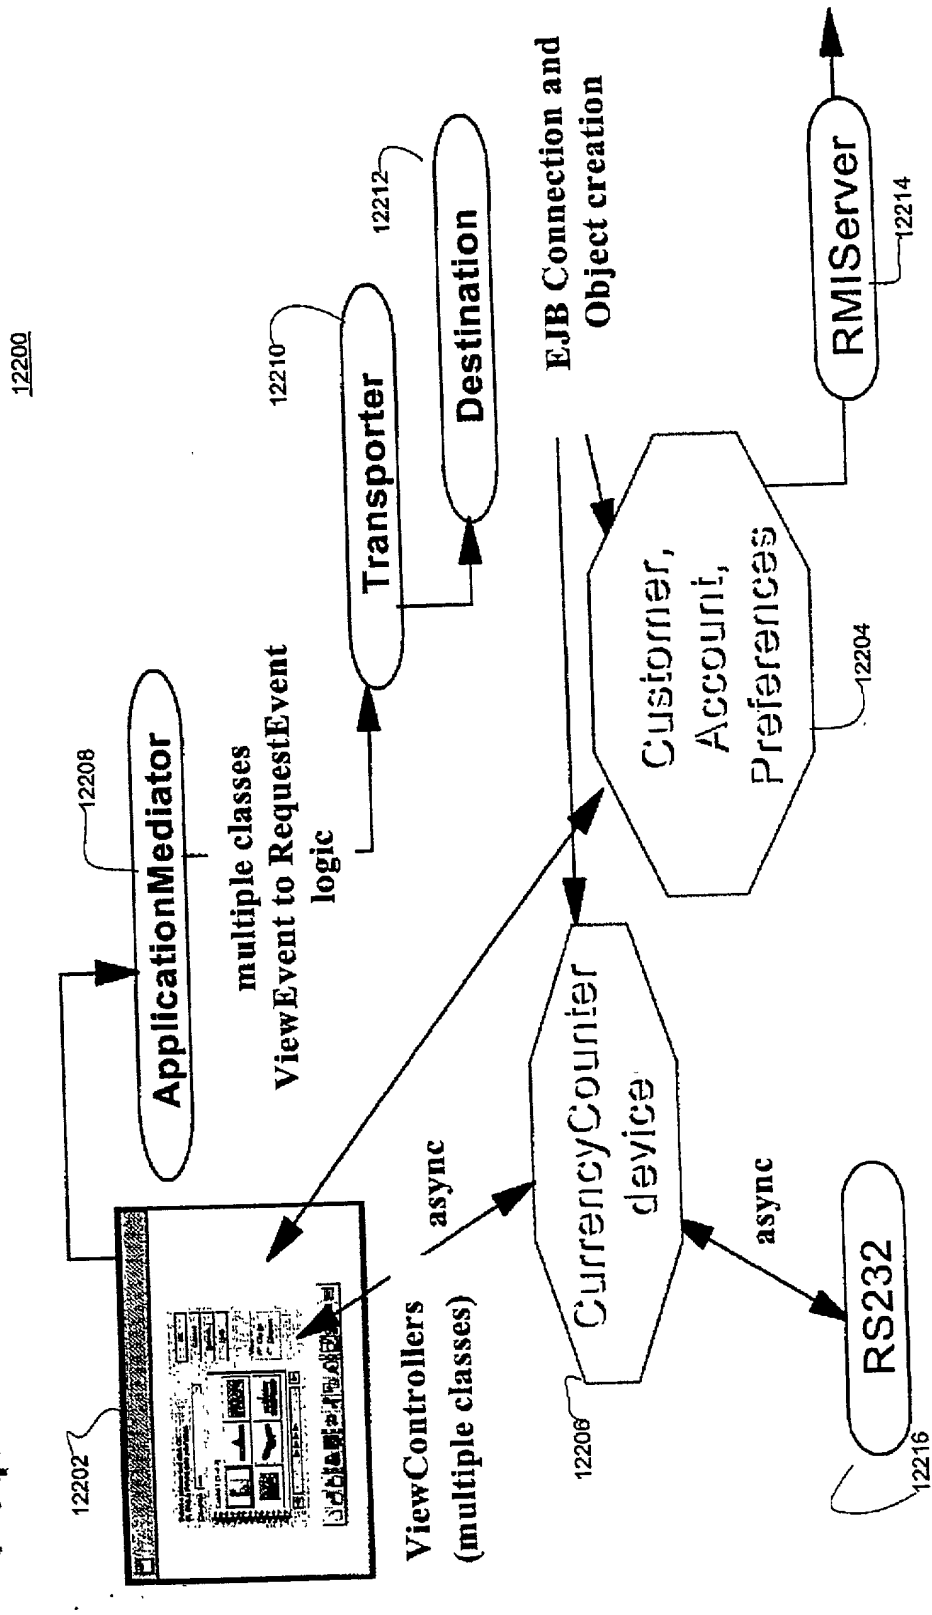 12200
12202
12208
ApplicationMediator
multiple classes
ViewEvent to RequestEvent
logic
12210
Transporter
12212
Destination
ViewControllers
(multiple classes)
async
EJB Connection and
Object creation
12206
CurrencyCounter
device
Customer,
Account,
Preferences
12204
async
RS232
12216
RMIServer
12214